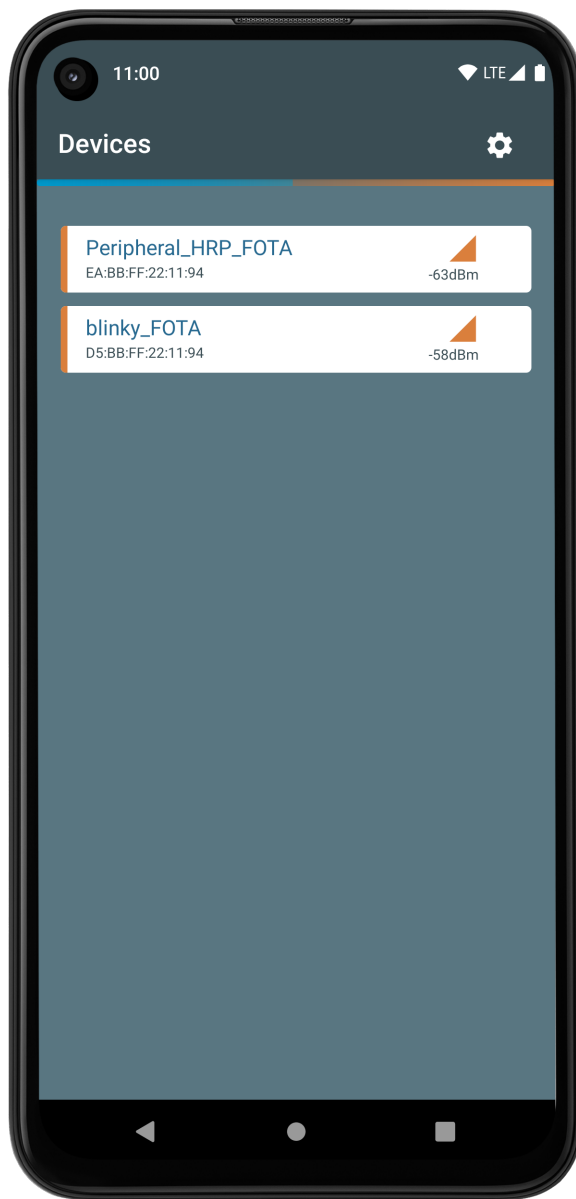 11:00
LTE
Devices
Peripheral_HRP_FOTA
EA:BB:FF:22:11:94
-63dBm
blinky_FOTA
D5:BB:FF:22:11:94
-58dBm